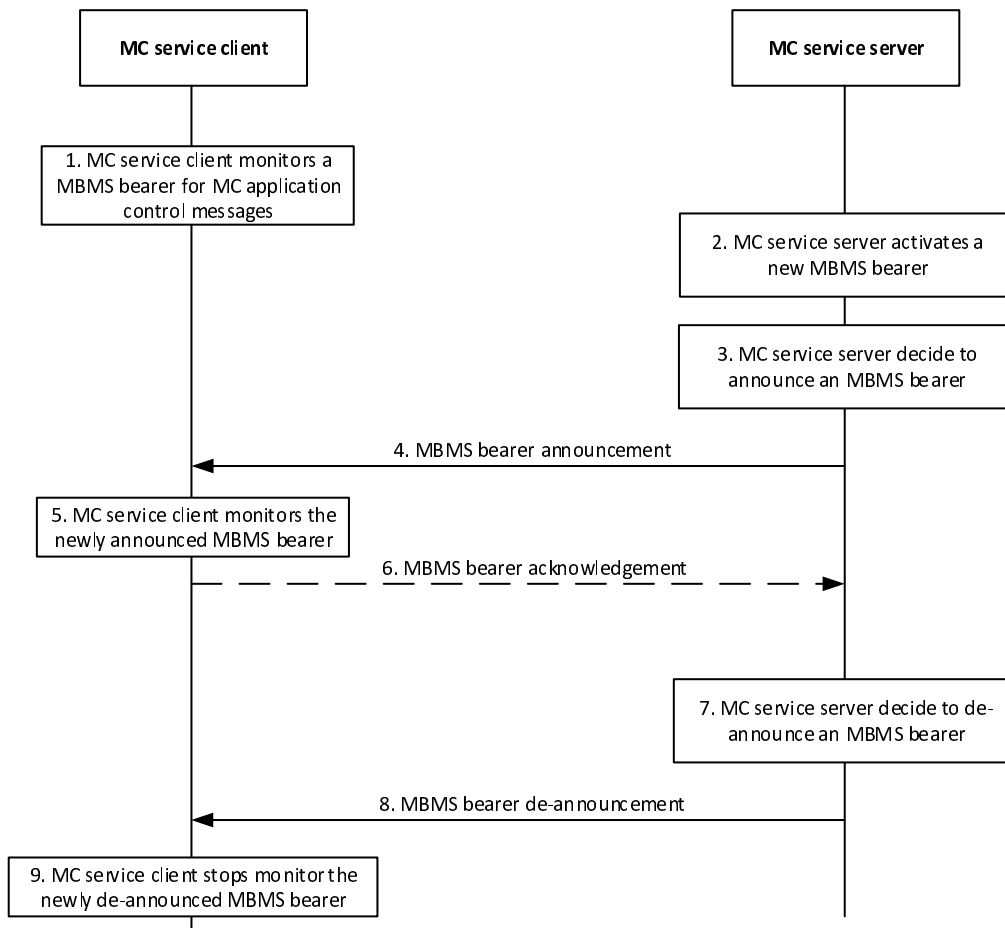 MC service client
MC service server
1. MC service client monitors a
MBMS bearer for MC application
control messages
2. MC service server activates a
new MBMS bearer
3. MC service server decide to
announce an MBMS bearer
4. MBMS bearer announcement
5. MC service client monitors the
newly announced MBMS bearer
6. MBMS bearer acknowledgement
7. MC service server decide to de-
announce an MBMS bearer
8. MBMS bearer de-announcement
9. MC service client stops monitor the
newly de-announced MBMS bearer